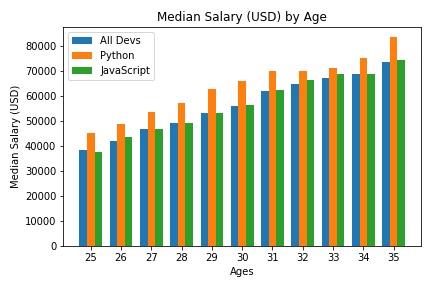 Median Salary (USD) by Age
All Devs
Python
JavaScript
Median Salary (USD)
80000
70000
60000
50000
40000
30000
20000
10000
0
25 26 27 28 29 30 31 32 33 34 35
Ages